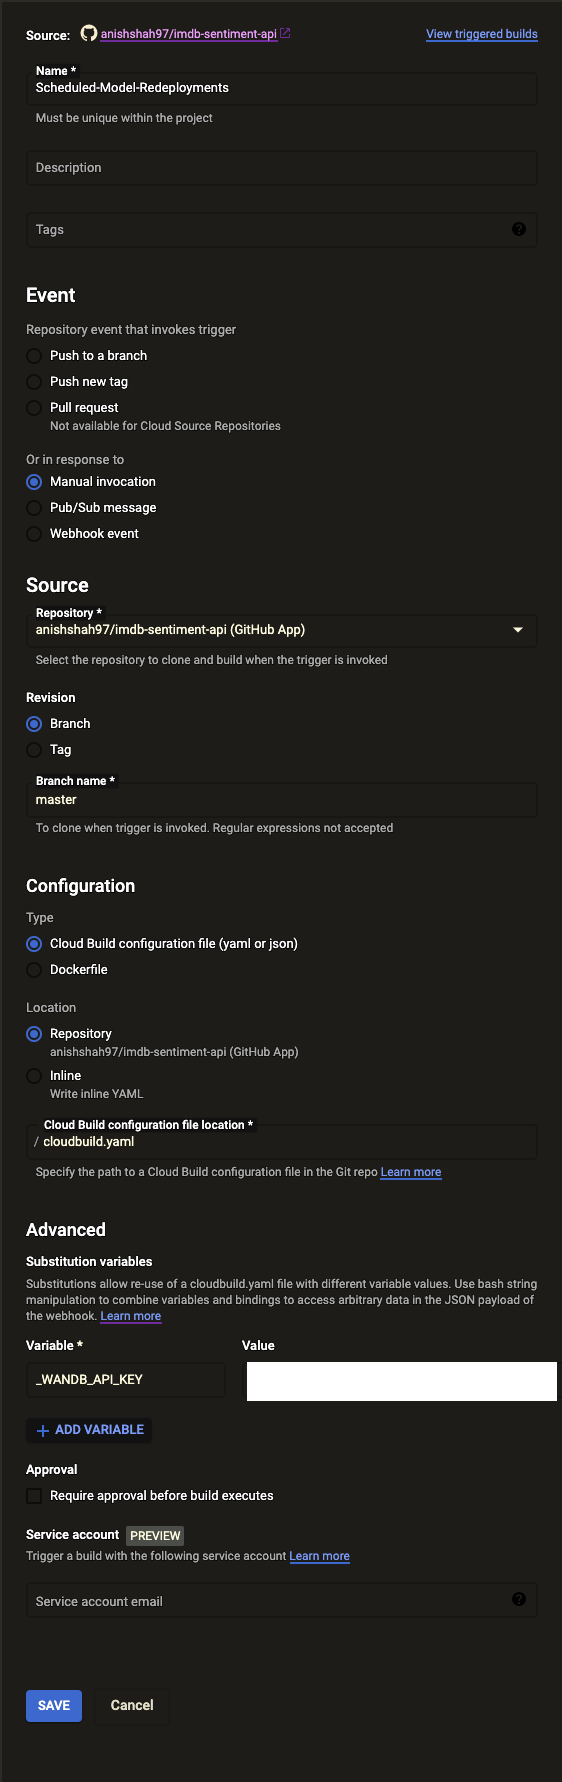 Source: anishshah97/imdb-sentiment-api View triggered builds
Name *
Scheduled-Model-Redeployments
Must be unique within the project
Description
Tags
Event
Repository event that invokes trigger
Push to a branch
Push new tag
Pull request
Not available for Cloud Source Repositories
Or in response to
Manual invocation
Pub/Sub message
Webhook event
Source
Repository *
anishshah97/imdb-sentiment-api (GitHub App)
Select the repository to clone and build when the trigger is invoked
Revision
Branch
Tag
Branch name *
master
To clone when trigger is invoked. Regular expressions not accepted
Configuration
Type
Cloud Build configuration file (yaml or json)
Dockerfile
Location
Repository
anishshah97/imdb-sentiment-api (GitHub App)
Inline
Write inline YAML
Cloud Build configuration file location *
/ cloudbuild.yaml
Specify the path to a Cloud Build configuration file in the Git repo Learn more
Advanced
Substitution variables
Substitutions allow re-use of a cloudbuild.yaml file with different variable values. Use bash string
manipulation to combine variables and bindings to access arbitrary data in the JSON payload of
the webhook. Learn more
Variable * Value
_WANDB_API_KEY
+ ADD VARIABLE
Approval
Require approval before build executes
Service account PREVIEW
Trigger a build with the following service account Learn more
Service account email
SAVE Cancel